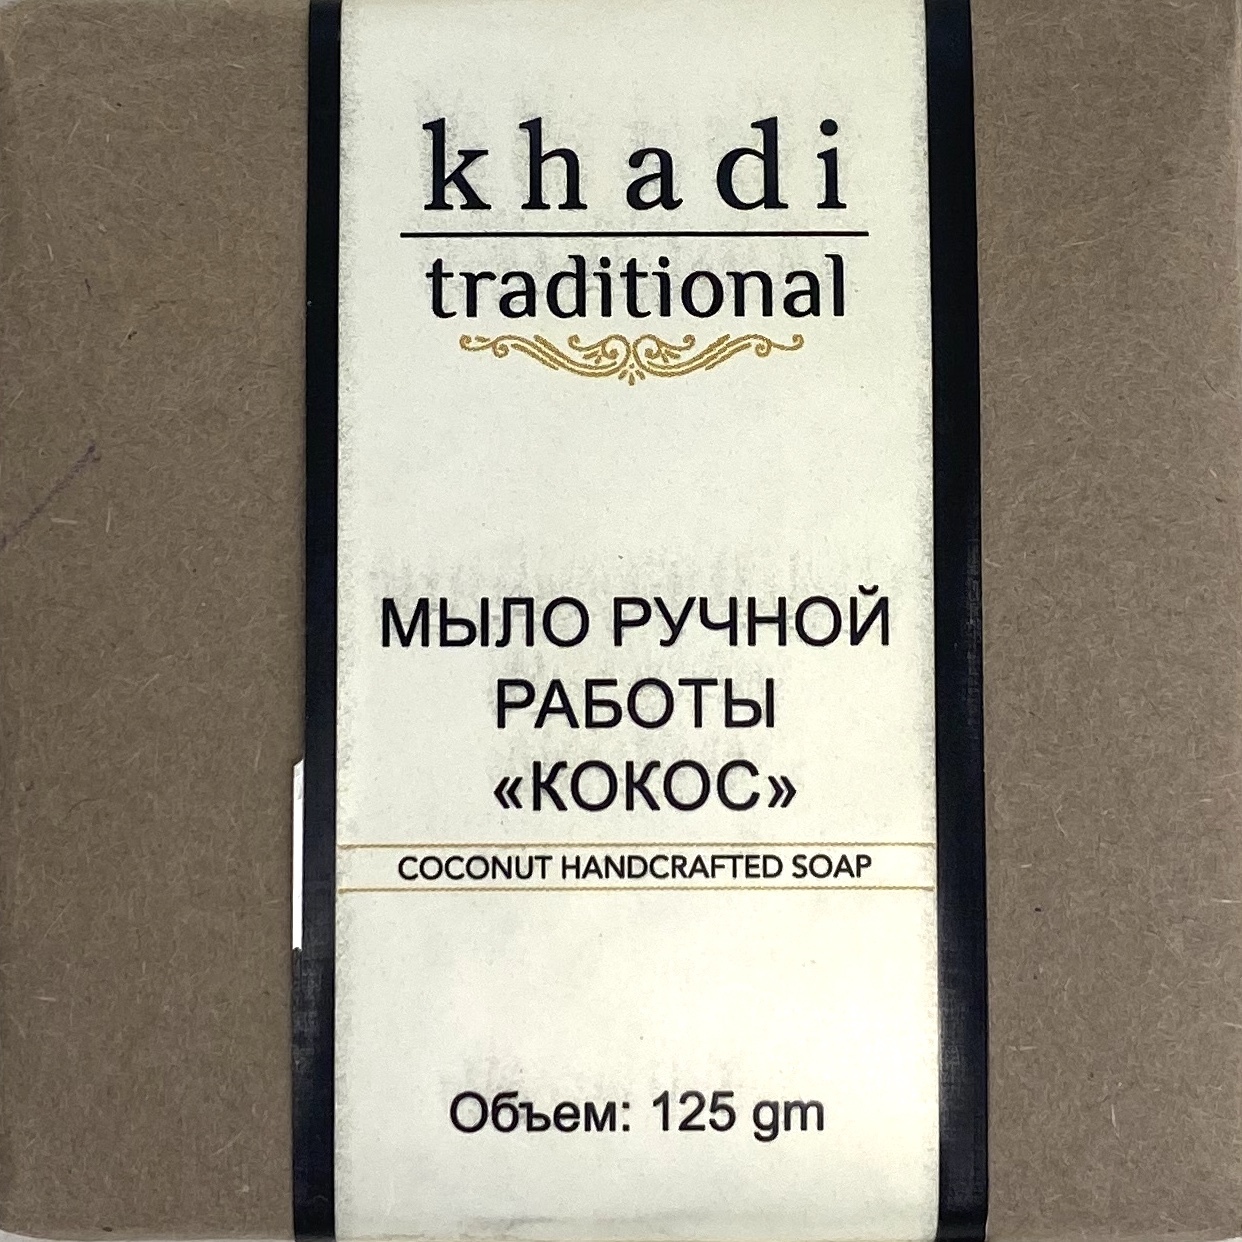 khadi
traditional
МЫЛО РУЧНОЙ
РАБОТЫ
«КОКОС»
COCONUT HANDCRAFTED SOAP
Объем: 125 gm